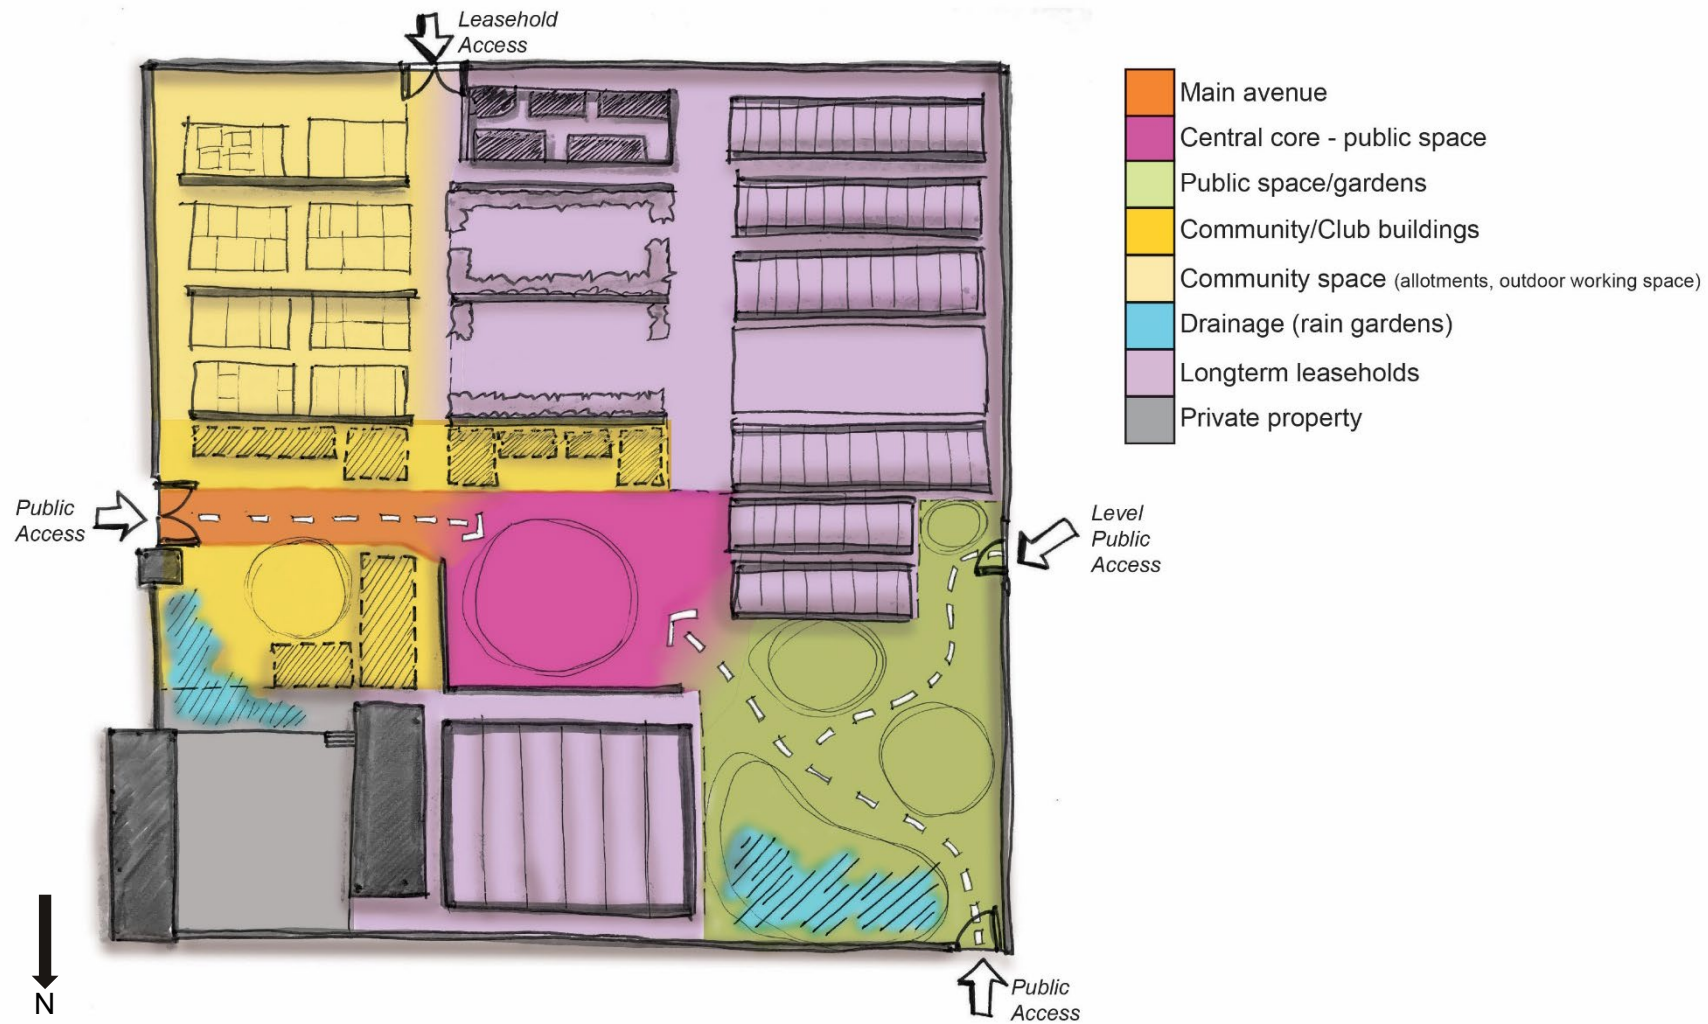 Leasehold
Access
Main avenue
Central core - public space
Public space/gardens
Community/Club buildings
Community space (allotments, outdoor working space)
Drainage (rain gardens)
Longterm leaseholds
Private property
Public
Access
Level
Public
Access
N
Public
Access